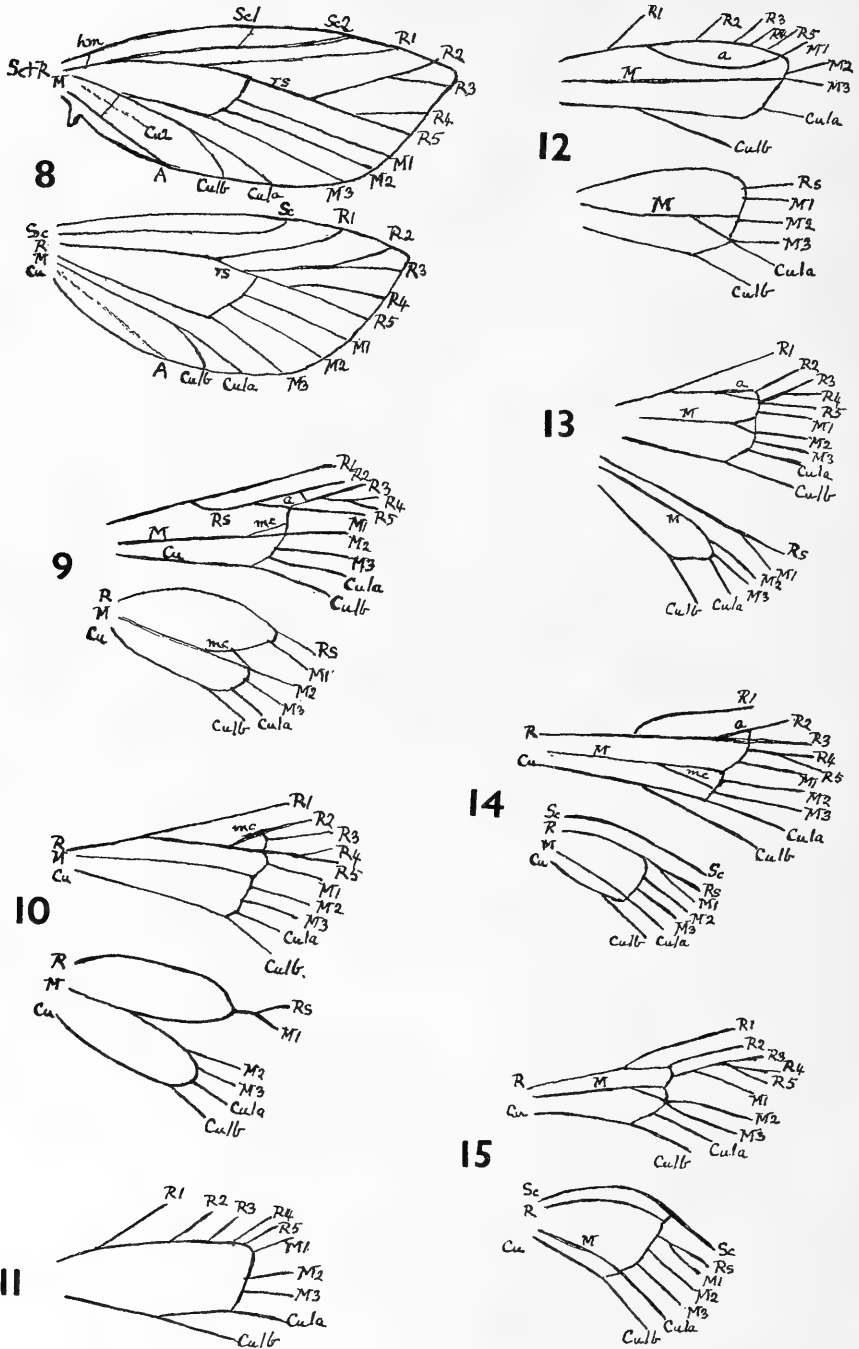 hm
Sc1
Sc2
R1
R2
R3
R4
R5
M1
M2
M3
Cu1a
Cu1b
A
Cu2
Sc+R
M
rs
8
Sc
R
M
Cu
Sc
R1
R2
R3
R4
R5
M1
M2
M3
Cu1a
Cu1b
A
rs
9
R1
R2
R3
R4
R5
a
Rs
mc
M
Cu
M1
M2
M3
Cu1a
Cu1b
R
M
Cu
mc
Rs
M1
M2
M3
Cu1a
Cu1b
10
R
M
Cu
R1
mc
R2
R3
R4
R5
M1
M2
M3
Cu1a
Cu1b.
R
M
Cu
Rs
M1
M2
M3
Cu1a
Cu1b
11
R1
R2
R3
R4
R5
M1
M2
M3
Cu1a
Cu1b
12
R1
R2
R3
R4
R5
M1
a
M
M2
M3
Cu1a
Cu1b
M
Rs
M1
M2
M3
Cu1a
Cu1b
13
R1
R2
R3
a
R4
R5
M
M1
M2
M3
Cu1a
Cu1b
M
Rs
M1
M2
M3
Cu1a
Cu1b
14
R
Cu
R1
a
R2
R3
R4
R5
M
mc
M1
M2
M3
Cu1a
Cu1b
Sc
R
M
Cu
Sc
Rs
M1
M2
M3
Cu1a
Cu1b
15
R
Cu
M
R1
R2
R3
R4
R5
M1
M2
M3
Cu1a
Cu1b
Sc
R
Cu
M
Sc
Rs
M1
M2
M3
Cu1a
Cu1b